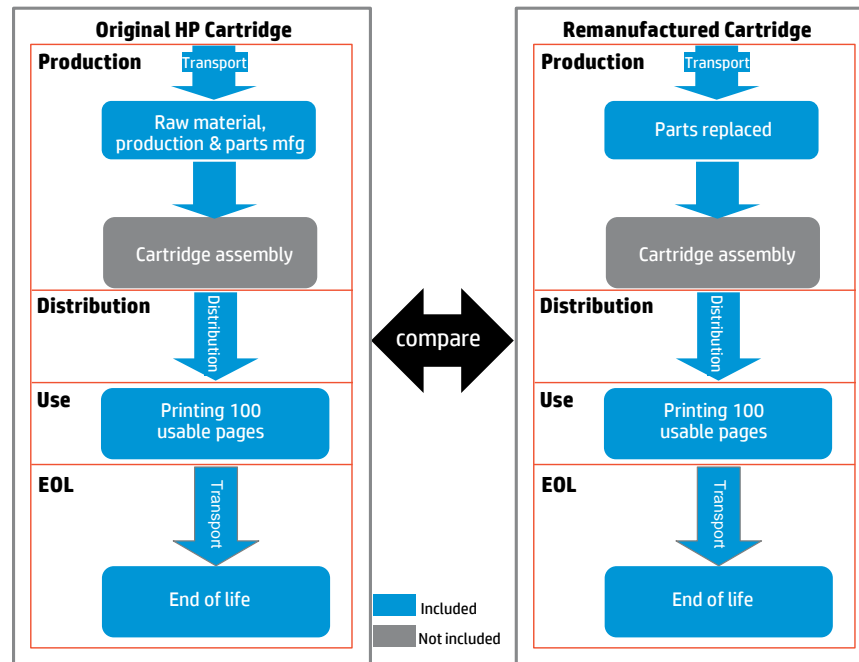 Original HP Cartridge
Production
Transport
Raw material,
production & parts mfg
Cartridge assembly
Distribution
Distribution
Use
Printing 100
usable pages
EOL
Transport
End of life
compare
Included
Not included
Remanufactured Cartridge
Production
Transport
Parts replaced
Cartridge assembly
Distribution
Distribution
Use
Printing 100
usable pages
EOL
Transport
End of life